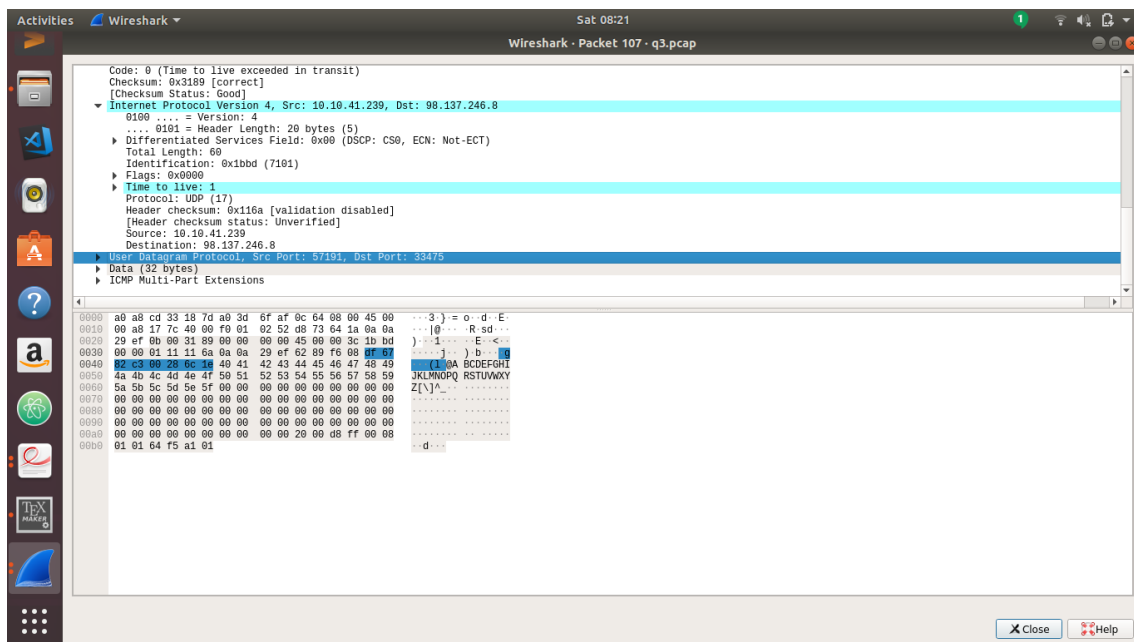 Activities Wireshark Sat 08:21 1
Wireshark · Packet 107 · q3.pcap
Code: 0 (Time to live exceeded in transit)
Checksum: 0x3189 [correct]
[Checksum Status: Good]
Internet Protocol Version 4, Src: 10.10.41.239, Dst: 98.137.246.8
0100 .... = Version: 4
.... 0101 = Header Length: 20 bytes (5)
Differentiated Services Field: 0x00 (DSCP: CS0, ECN: Not-ECT)
Total Length: 60
Identification: 0x1bbd (7101)
Flags: 0x0000
Time to live: 1
Protocol: UDP (17)
Header checksum: 0x116a [validation disabled]
[Header checksum status: Unverified]
Source: 10.10.41.239
Destination: 98.137.246.8
User Datagram Protocol, Src Port: 57191, Dst Port: 33475
Data (32 bytes)
ICMP Multi-Part Extensions
0000 a0 a8 cd 33 18 7d a0 3d 6f af 0c 64 08 00 45 00 ···3·}·= o··d··E·
0010 00 a8 17 7c 40 00 f0 01 02 52 d8 73 64 1a 0a 0a ···|@··· ·R·sd···
0020 29 ef 0b 00 31 89 00 00 00 00 45 00 00 3c 1b bd )···1··· ··E··<··
0030 00 00 01 11 11 6a 0a 0a 29 ef 62 89 f6 08 df 67 ·····j·· )·b····g
0040 82 c3 00 28 6c 1e 40 41 42 43 44 45 46 47 48 49 ···(l·@A BCDEFGHI
0050 4a 4b 4c 4d 4e 4f 50 51 52 53 54 55 56 57 58 59 JKLMNOPQ RSTUVWXY
0060 5a 5b 5c 5d 5e 5f 00 00 00 00 00 00 00 00 00 00 Z[\]^_·· ········
0070 00 00 00 00 00 00 00 00 00 00 00 00 00 00 00 00 ········ ········
0080 00 00 00 00 00 00 00 00 00 00 00 00 00 00 00 00 ········ ········
0090 00 00 00 00 00 00 00 00 00 00 00 00 00 00 00 00 ········ ········
00a0 00 00 00 00 00 00 00 00 00 00 20 00 d8 ff 00 08 ········ ·· ·····
00b0 01 01 64 f5 a1 01 ··d···
TEX
MAKER
Close Help